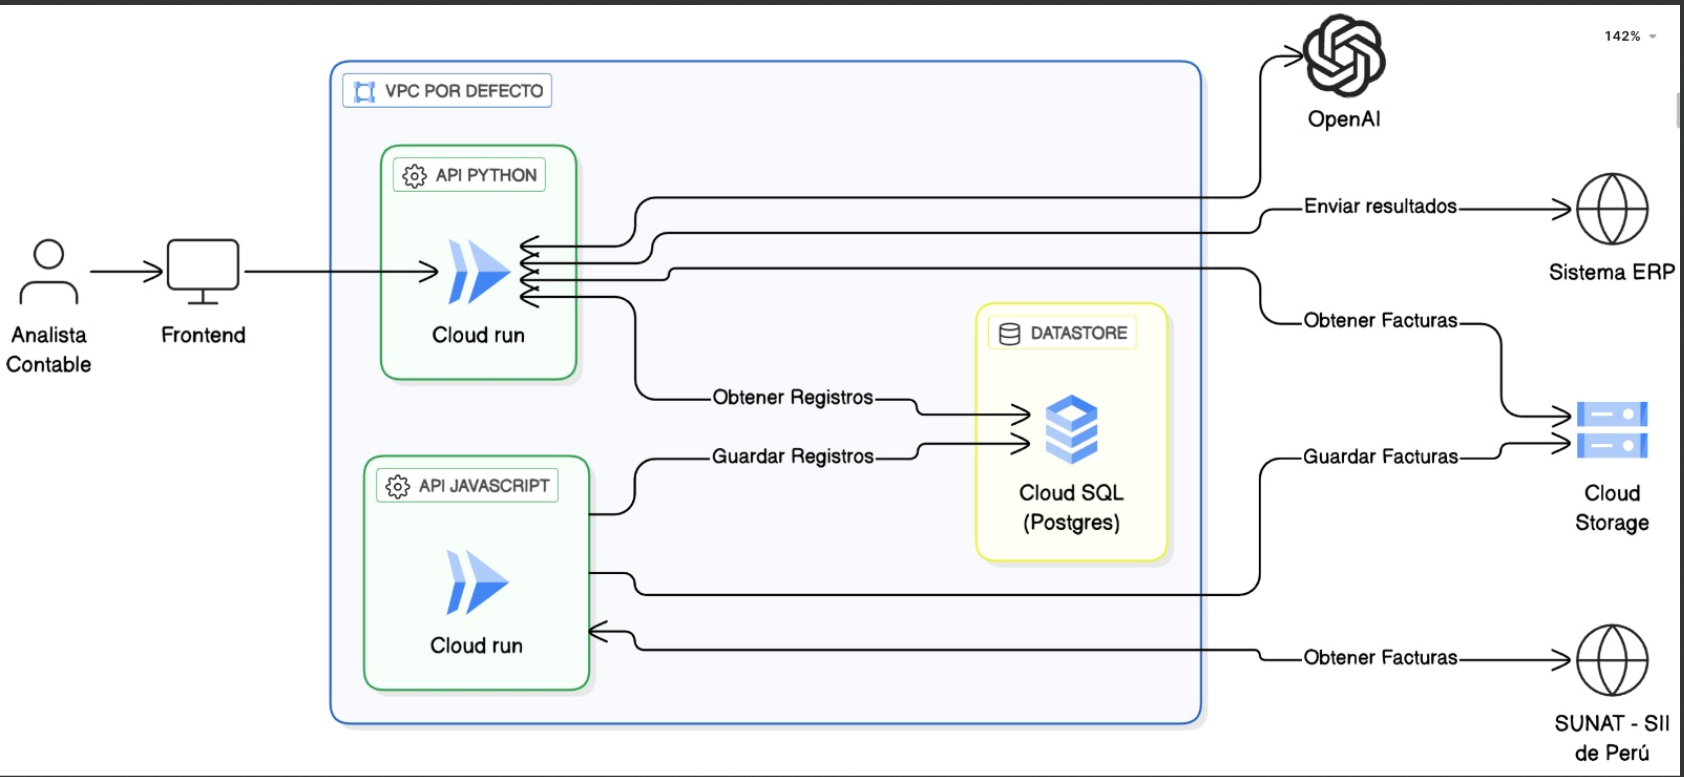 142%
OpenAI
VPC POR DEFECTO
API PYTHON
Cloud run
Analista
Contable
Frontend
Enviar resultados
Sistema ERP
Obtener Facturas
DATASTORE
Obtener Registros
Guardar Registros
Cloud SQL
(Postgres)
Guardar Facturas
Cloud
Storage
API JAVASCRIPT
Cloud run
Obtener Facturas
SUNAT - SII
de Perú